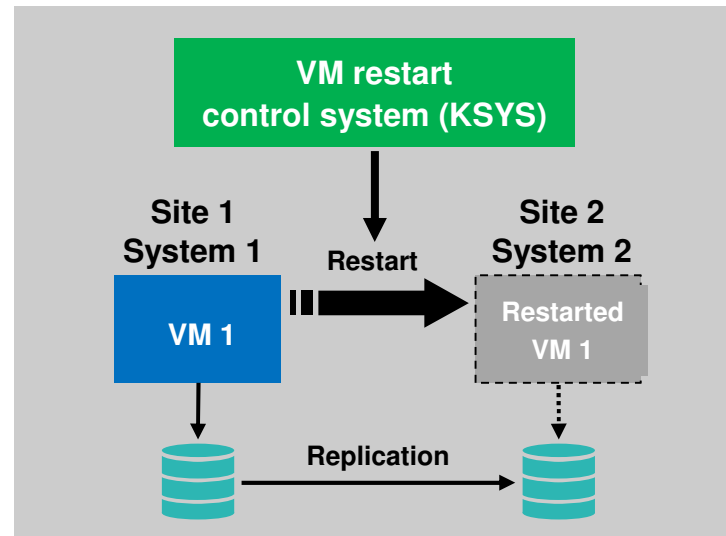 VM restart
control system (KSYS)
Site 1
System 1
Site 2
System 2
Restart
VM 1
Restarted
VM 1
Replication